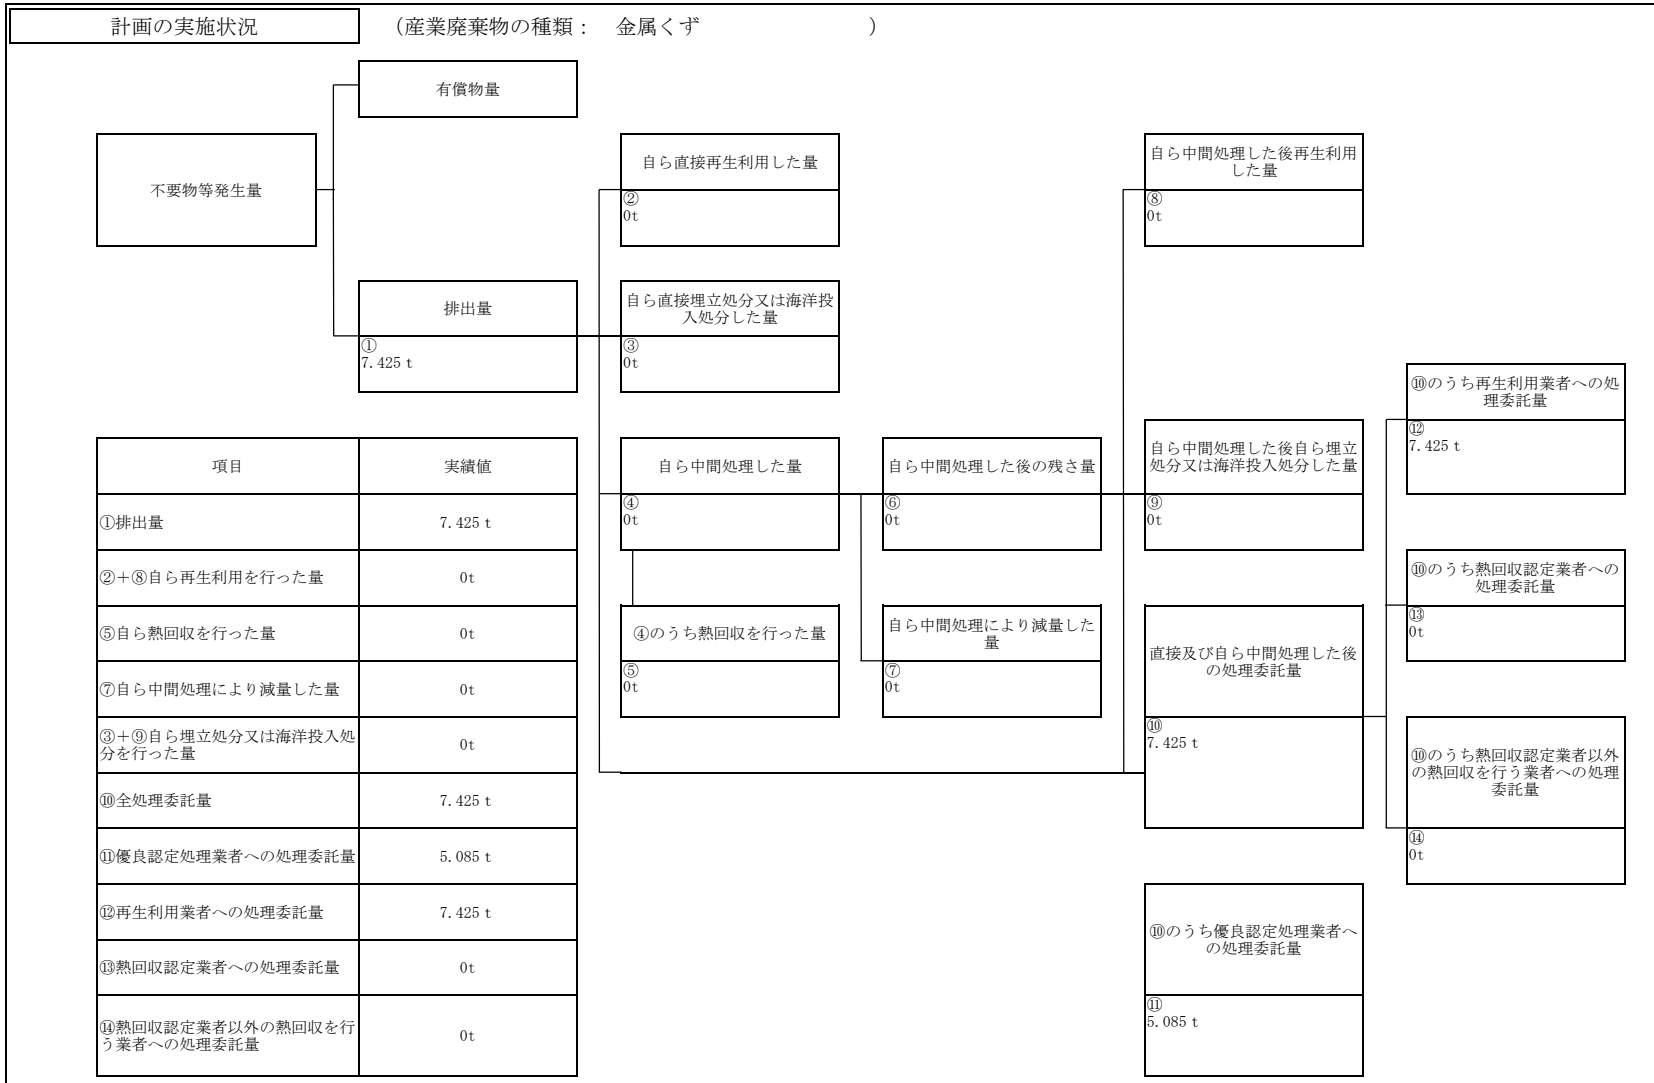 計画の実施状況
（産業廃棄物の種類： 金属くず ）
有償物量
不要物等発生量
排出量
①
7.425 t
自ら直接再生利用した量
②
0t
自ら直接埋立処分又は海洋投
入処分した量
③
0t
自ら中間処理した量
④
0t
④のうち熱回収を行った量
⑤
0t
自ら中間処理した後の残さ量
⑥
0t
自ら中間処理により減量した
量
⑦
0t
自ら中間処理した後再生利用
した量
⑧
0t
自ら中間処理した後自ら埋立
処分又は海洋投入処分した量
⑨
0t
直接及び自ら中間処理した後
の処理委託量
⑩
7.425 t
⑩のうち優良認定処理業者へ
の処理委託量
⑪
5.085 t
⑩のうち再生利用業者への処
理委託量
⑫
7.425 t
⑩のうち熱回収認定業者への
処理委託量
⑬
0t
⑩のうち熱回収認定業者以外
の熱回収を行う業者への処理
委託量
⑭
0t
項目 実績値
①排出量 7.425 t
②＋⑧自ら再生利用を行った量 0t
⑤自ら熱回収を行った量 0t
⑦自ら中間処理により減量した量 0t
③＋⑨自ら埋立処分又は海洋投入処
分を行った量 0t
⑩全処理委託量 7.425 t
⑪優良認定処理業者への処理委託量 5.085 t
⑫再生利用業者への処理委託量 7.425 t
⑬熱回収認定業者への処理委託量 0t
⑭熱回収認定業者以外の熱回収を行
う業者への処理委託量 0t